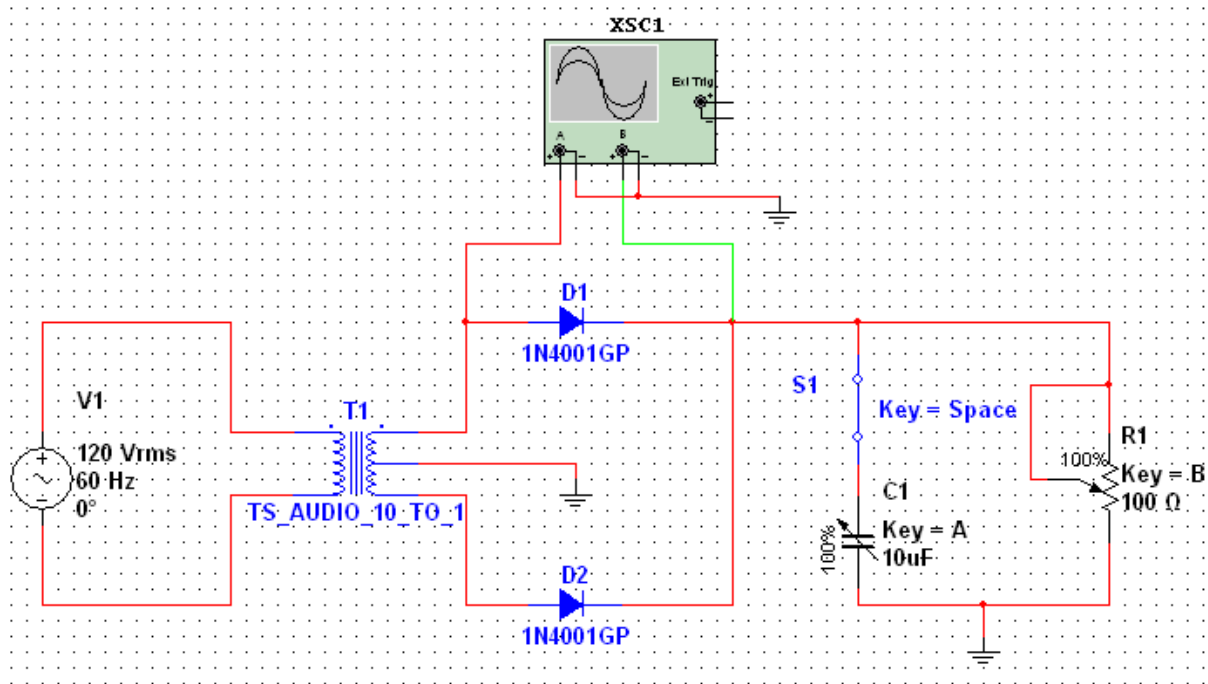 XSC1
Ext Trig
+
-
A
B
+
-
+
-
D1
1N4001GP
V1
120 Vrms
60 Hz
0°
T1
TS_AUDIO_10_TO_1
S1
Key = Space
R1
100%
Key = B
100 Ω
C1
100%
Key = A
10uF
D2
1N4001GP